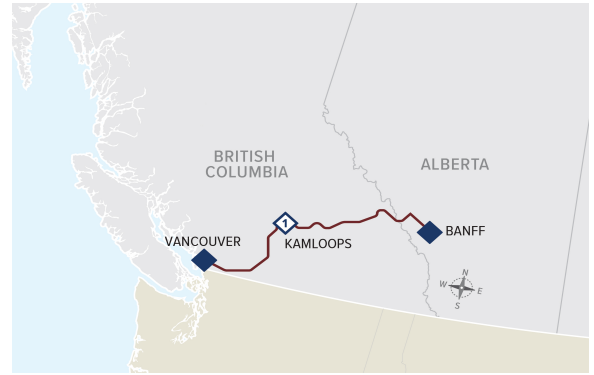 BRITISH
COLUMBIA
ALBERTA
1
VANCOUVER
KAMLOOPS
BANFF
N
W
E
S